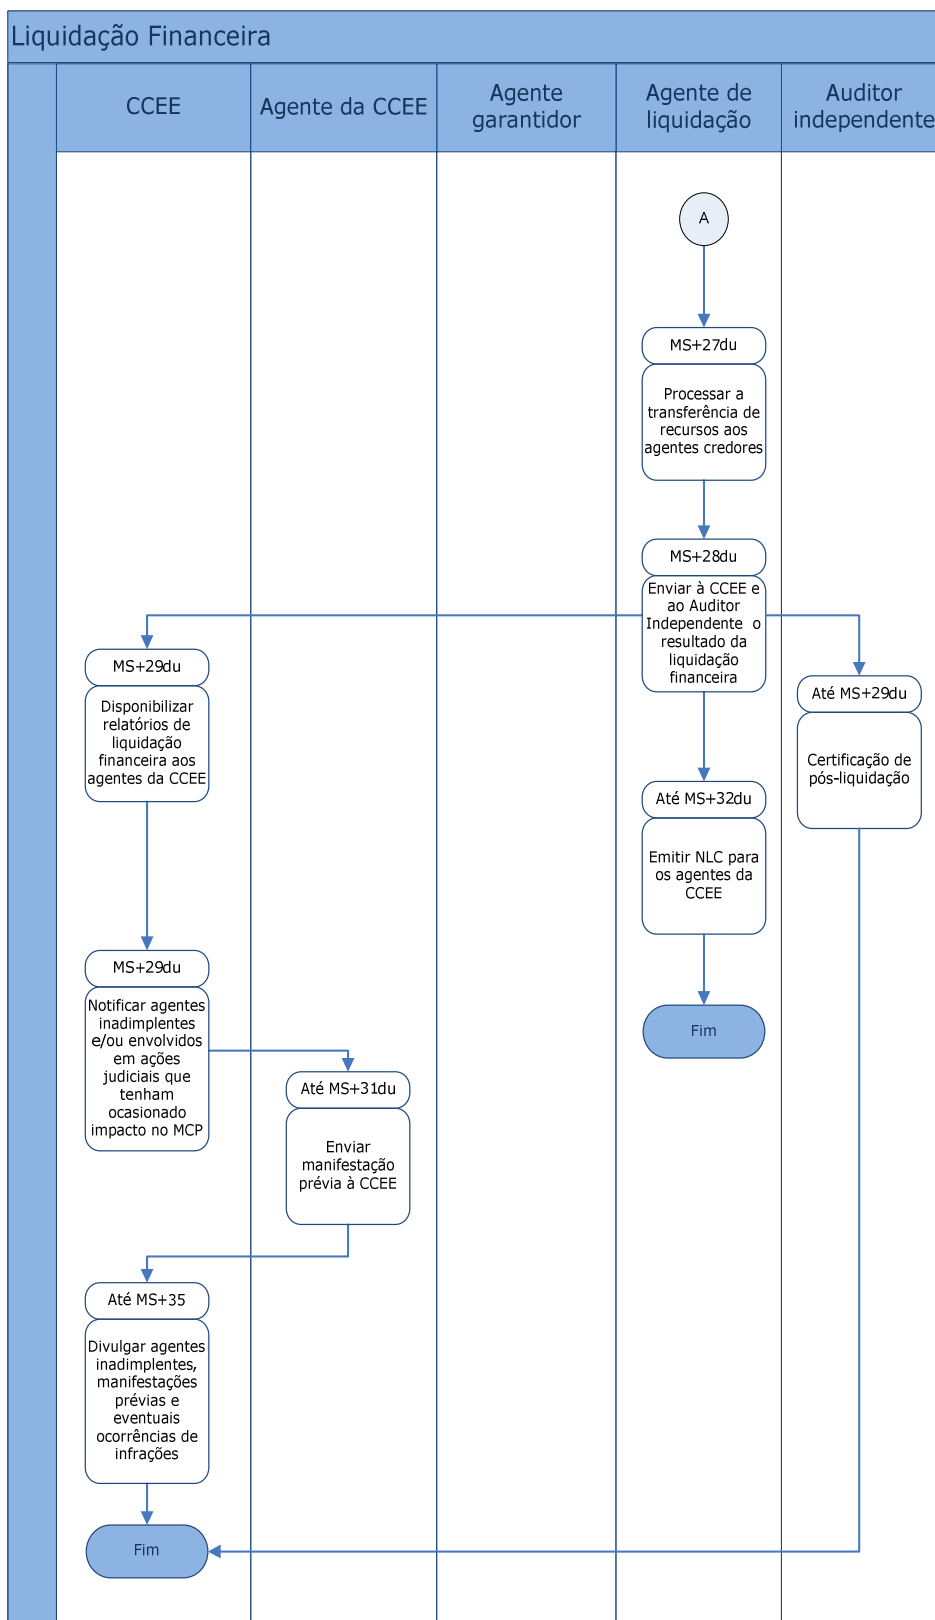 Liquidação Financeira
CCEE
Agente da CCEE
Agente
garantidor
Agente de
liquidação
Auditor
independente
A
MS+27du
Processar a
transferência de
recursos aos
agentes credores
MS+28du
Enviar à CCEE e
ao Auditor
Independente o
resultado da
liquidação
financeira
MS+29du
Disponibilizar
relatórios de
liquidação
financeira aos
agentes da CCEE
Até MS+29du
Certificação de
pós-liquidação
Até MS+32du
Emitir NLC para
os agentes da
CCEE
Fim
MS+29du
Notificar agentes
inadimplentes
e/ou envolvidos
em ações
judiciais que
tenham
ocasionado
impacto no MCP
Até MS+31du
Enviar
manifestação
prévia à CCEE
Até MS+35
Divulgar agentes
inadimplentes,
manifestações
prévias e
eventuais
ocorrências de
infrações
Fim